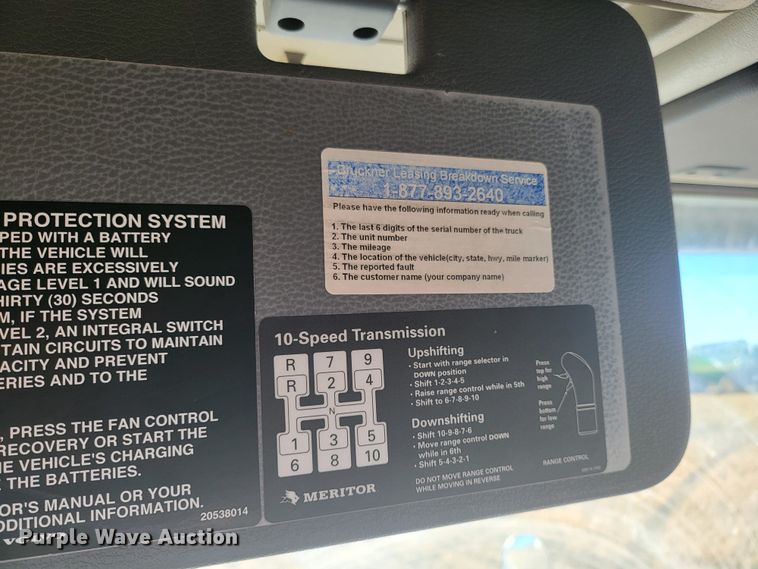 Bruckner Leasing Breakdown Service
1-877-893-2640
Please have the following information ready when calling
1. The last 6 digits of the serial number of the truck
2. The unit number
3. The mileage
4. The location of the vehicle(city, state, hwy, mile marker)
5. The reported fault
6. The customer name (your company name)
PROTECTION SYSTEM
PED WITH A BATTERY
THE VEHICLE WILL
IES ARE EXCESSIVELY
AGE LEVEL 1 AND WILL SOUND
HIRTY (30) SECONDS
M, IF THE SYSTEM
VEL 2, AN INTEGRAL SWITCH
TAIN CIRCUITS TO MAINTAIN
ACITY AND PREVENT
ERIES AND TO THE
, PRESS THE FAN CONTROL
RECOVERY OR START THE
E VEHICLE'S CHARGING
THE BATTERIES.
OR'S MANUAL OR YOUR
DDITIONAL INFORMATION.
20538014
10-Speed Transmission
R 7 9
R 2 4
N
1 3 5
6 8 10
MERITOR
Upshifting
• Start with range selector in
DOWN position
• Shift 1-2-3-4-5
• Raise range control while in 5th
• Shift to 6-7-8-9-10
Downshifting
• Shift 10-9-8-7-6
• Move range control DOWN
while in 6th
• Shift 5-4-3-2-1
DO NOT MOVE RANGE CONTROL
WHILE MOVING IN REVERSE
Press
top for
high
range
Press
bottom
for low
range
RANGE CONTROL
Purple Wave Auction